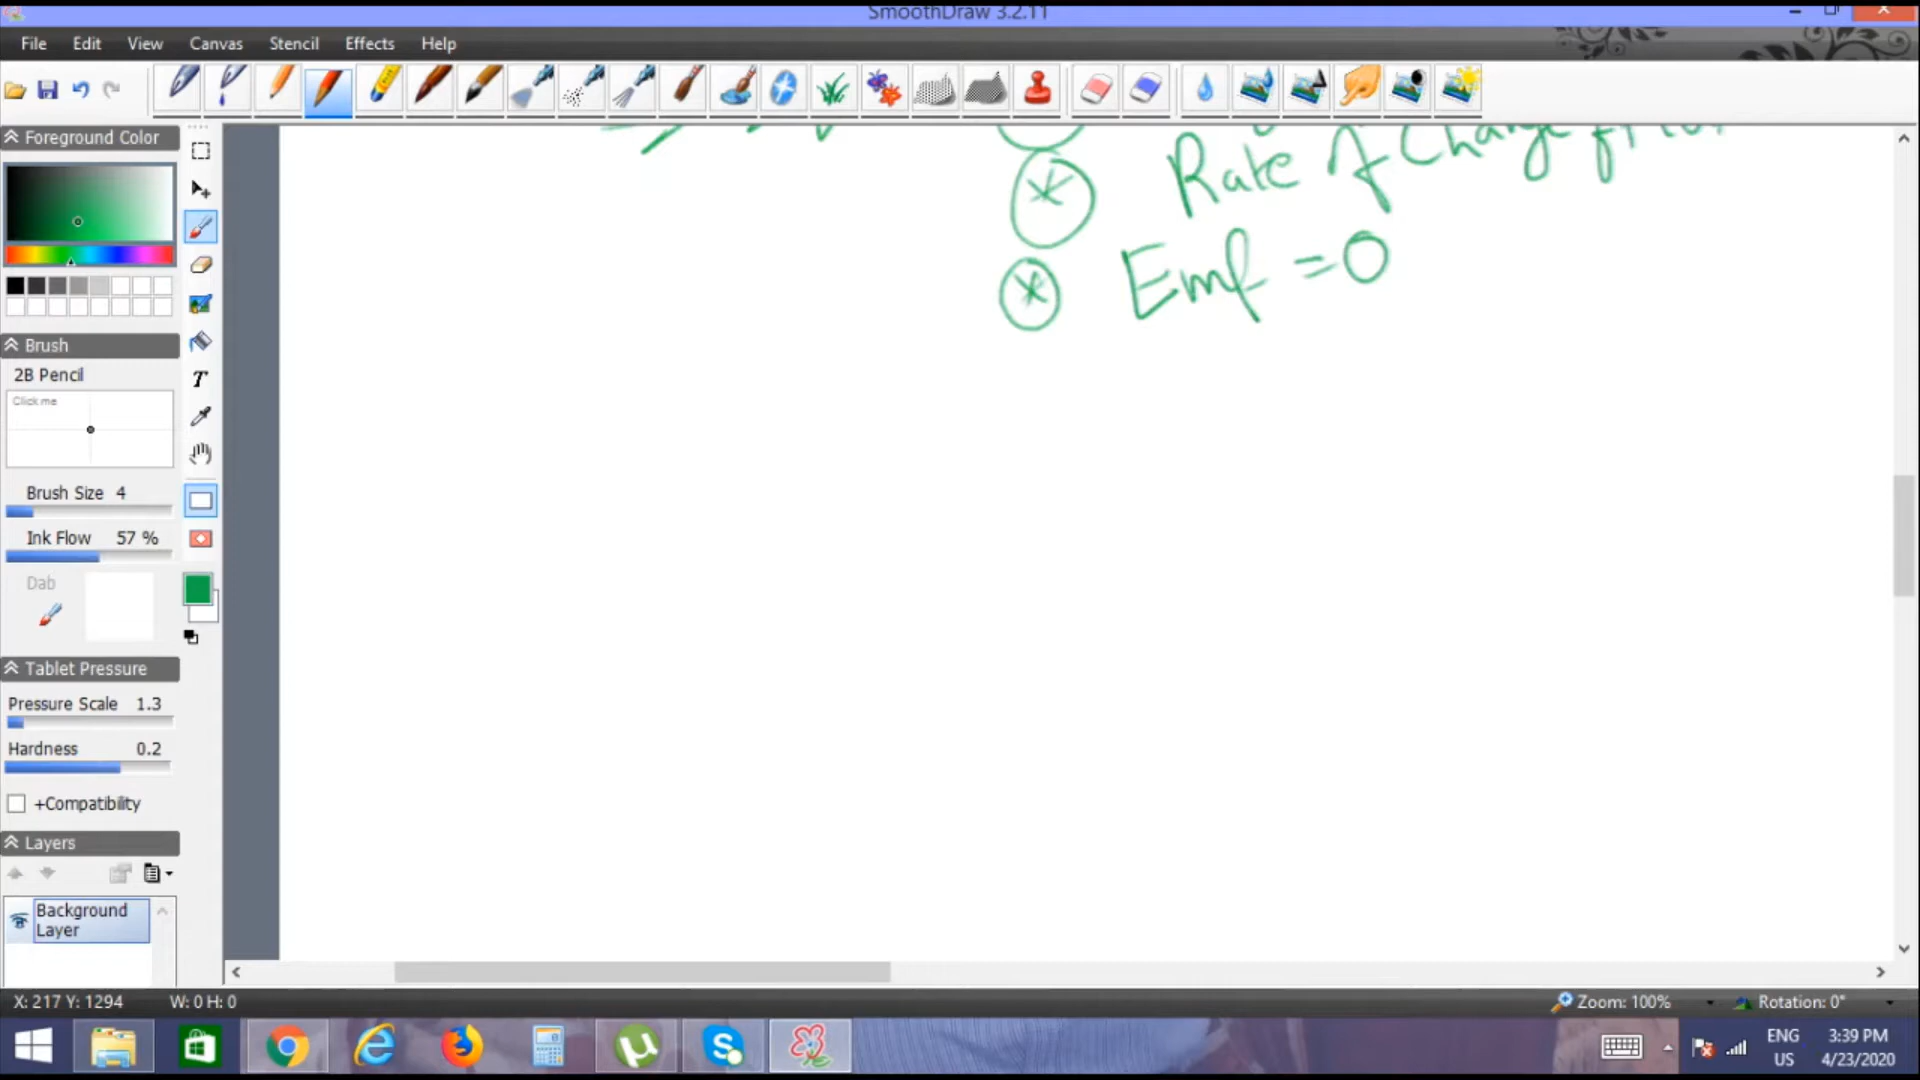 SmoothDraw 3.2.11
File Edit View Canvas Stencil Effects Help
Foreground Color
Brush
2B Pencil
Click me
Brush Size 4
Ink Flow 57 %
Dab
Tablet Pressure
Pressure Scale 1.3
Hardness 0.2
+Compatibility
Layers
Background
Layer
* Rate of Change of
* Emf = 0
X: 217 Y: 1294 W: 0 H: 0 Zoom: 100% Rotation: 0°
ENG 3:39 PM
US 4/23/2020